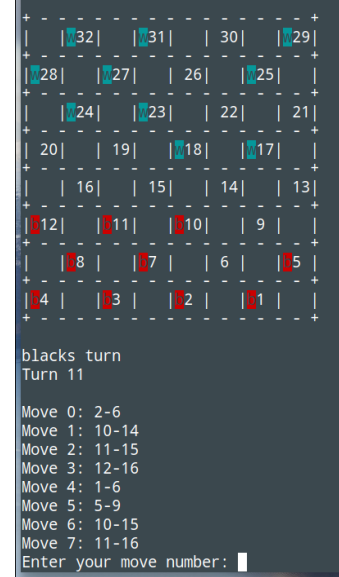 + - - - - - - - - - - - - - - - +
|   |w32|   |w31|   | 30|   |w29|
+ - - - - - - - - - - - - - - - +
|w28|   |w27|   | 26|   |w25|   |
+ - - - - - - - - - - - - - - - +
|   |w24|   |w23|   | 22|   | 21|
+ - - - - - - - - - - - - - - - +
| 20|   | 19|   |w18|   |w17|   |
+ - - - - - - - - - - - - - - - +
|   | 16|   | 15|   | 14|   | 13|
+ - - - - - - - - - - - - - - - +
|b12|   |b11|   |b10|   | 9 |   |
+ - - - - - - - - - - - - - - - +
|   |b8 |   |b7 |   | 6 |   |b5 |
+ - - - - - - - - - - - - - - - +
|b4 |   |b3 |   |b2 |   |b1 |   |
+ - - - - - - - - - - - - - - - +
blacks turn
Turn 11
Move 0: 2-6
Move 1: 10-14
Move 2: 11-15
Move 3: 12-16
Move 4: 1-6
Move 5: 5-9
Move 6: 10-15
Move 7: 11-16
Enter your move number: